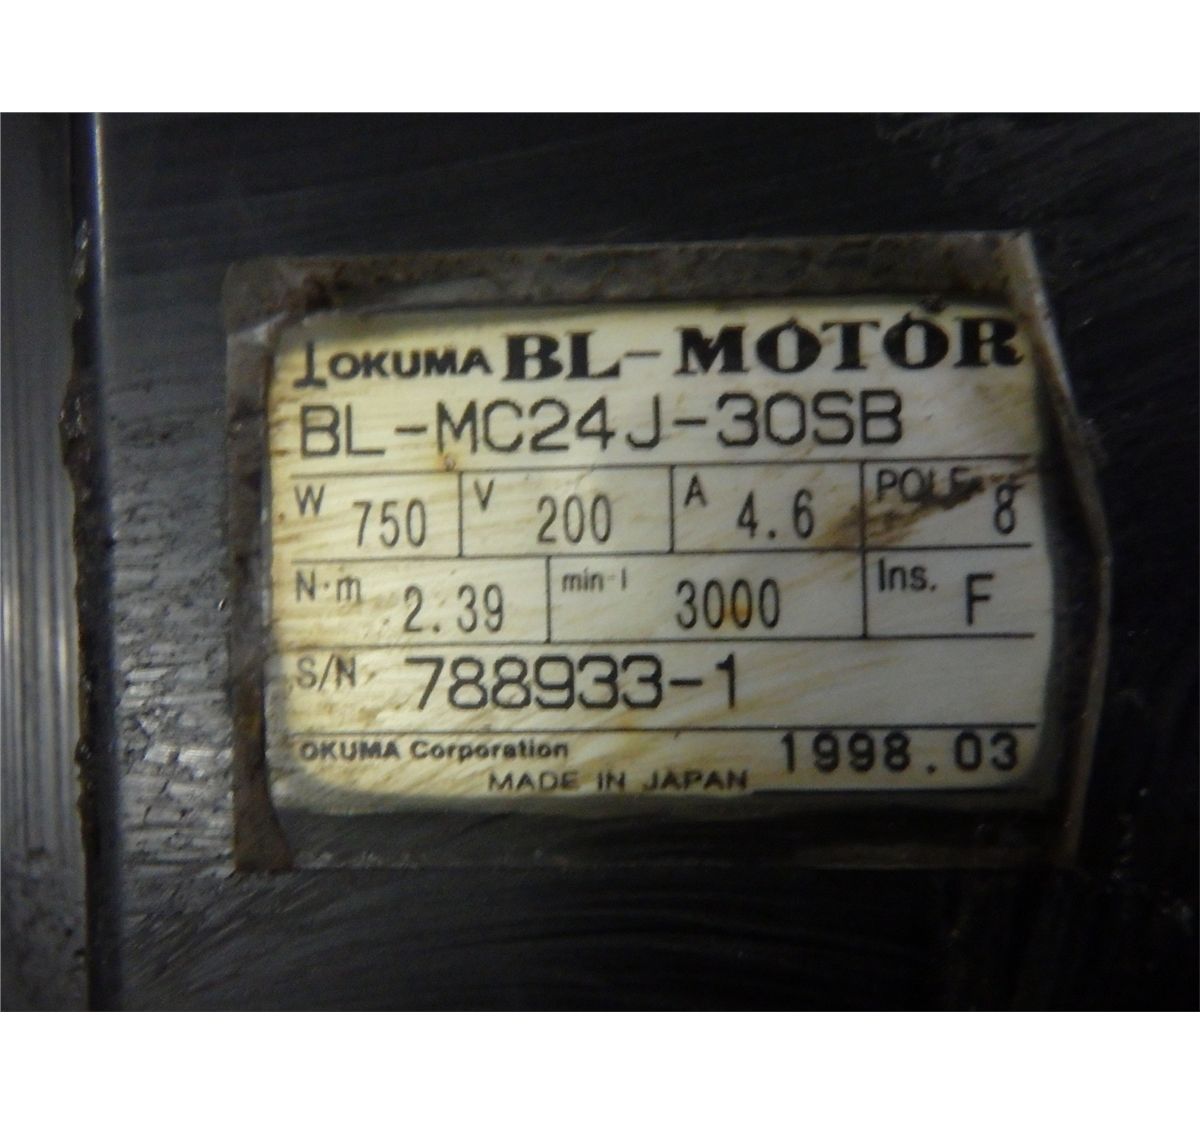 OKUMA BL-MOTOR
BL-MC24J-30SB
W 750 V 200 A 4.6 POLE 8
N·m 2.39 min-1 3000 Ins. F
S/N 788933-1
OKUMA Corporation 1998.03
MADE IN JAPAN